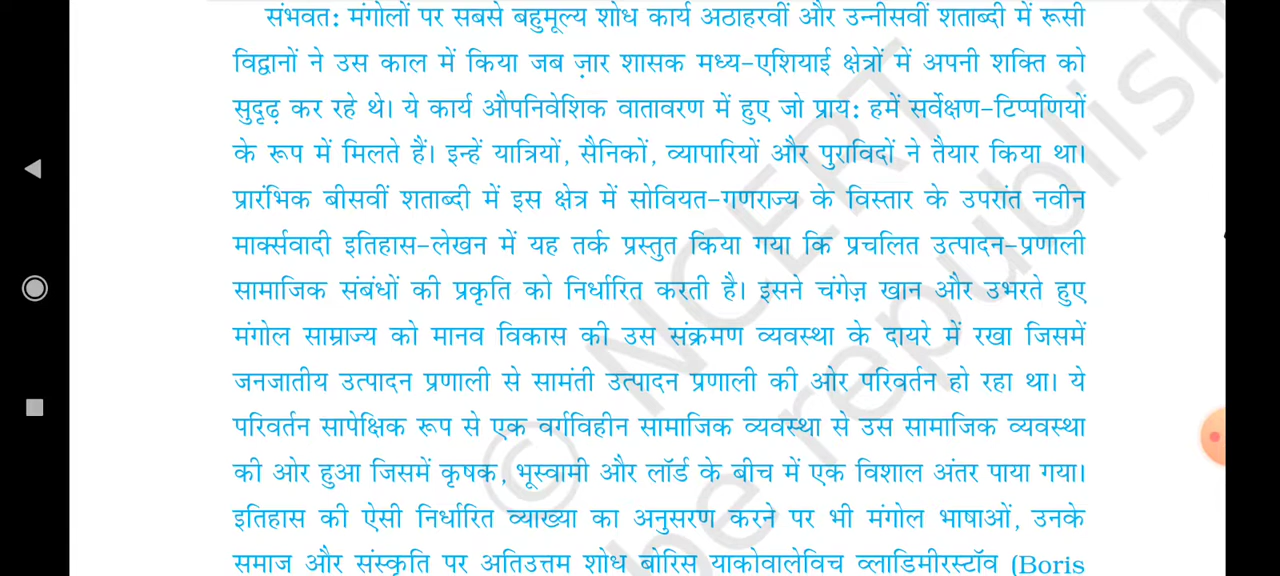 संभवत: मंगोलों पर सबसे बहुमूल्य शोध कार्य अठाहरवीं और उन्नीसवीं शताब्दी में रूसी
विद्वानों ने उस काल में किया जब ज़ार शासक मध्य-एशियाई क्षेत्रों में अपनी शक्ति को
सुदृढ़ कर रहे थे। ये कार्य औपनिवेशिक वातावरण में हुए जो प्राय: हमें सर्वेक्षण-टिप्पणियों
के रूप में मिलते हैं। इन्हें यात्रियों, सैनिकों, व्यापारियों और पुराविदों ने तैयार किया था।
प्रारंभिक बीसवीं शताब्दी में इस क्षेत्र में सोवियत-गणराज्य के विस्तार के उपरांत नवीन
मार्क्सवादी इतिहास-लेखन में यह तर्क प्रस्तुत किया गया कि प्रचलित उत्पादन-प्रणाली
सामाजिक संबंधों की प्रकृति को निर्धारित करती है। इसने चंगेज़ खान और उभरते हुए
मंगोल साम्राज्य को मानव विकास की उस संक्रमण व्यवस्था के दायरे में रखा जिसमें
जनजातीय उत्पादन प्रणाली से सामंती उत्पादन प्रणाली की ओर परिवर्तन हो रहा था। ये
परिवर्तन सापेक्षिक रूप से एक वर्गविहीन सामाजिक व्यवस्था से उस सामाजिक व्यवस्था
की ओर हुआ जिसमें कृषक, भूस्वामी और लॉर्ड के बीच में एक विशाल अंतर पाया गया।
इतिहास की ऐसी निर्धारित व्याख्या का अनुसरण करने पर भी मंगोल भाषाओं, उनके
समाज और संस्कृति पर अतिउत्तम शोध बोरिस याकोवालेविच व्लाडिमीरस्टॉव (Boris
© NCERT
be republish